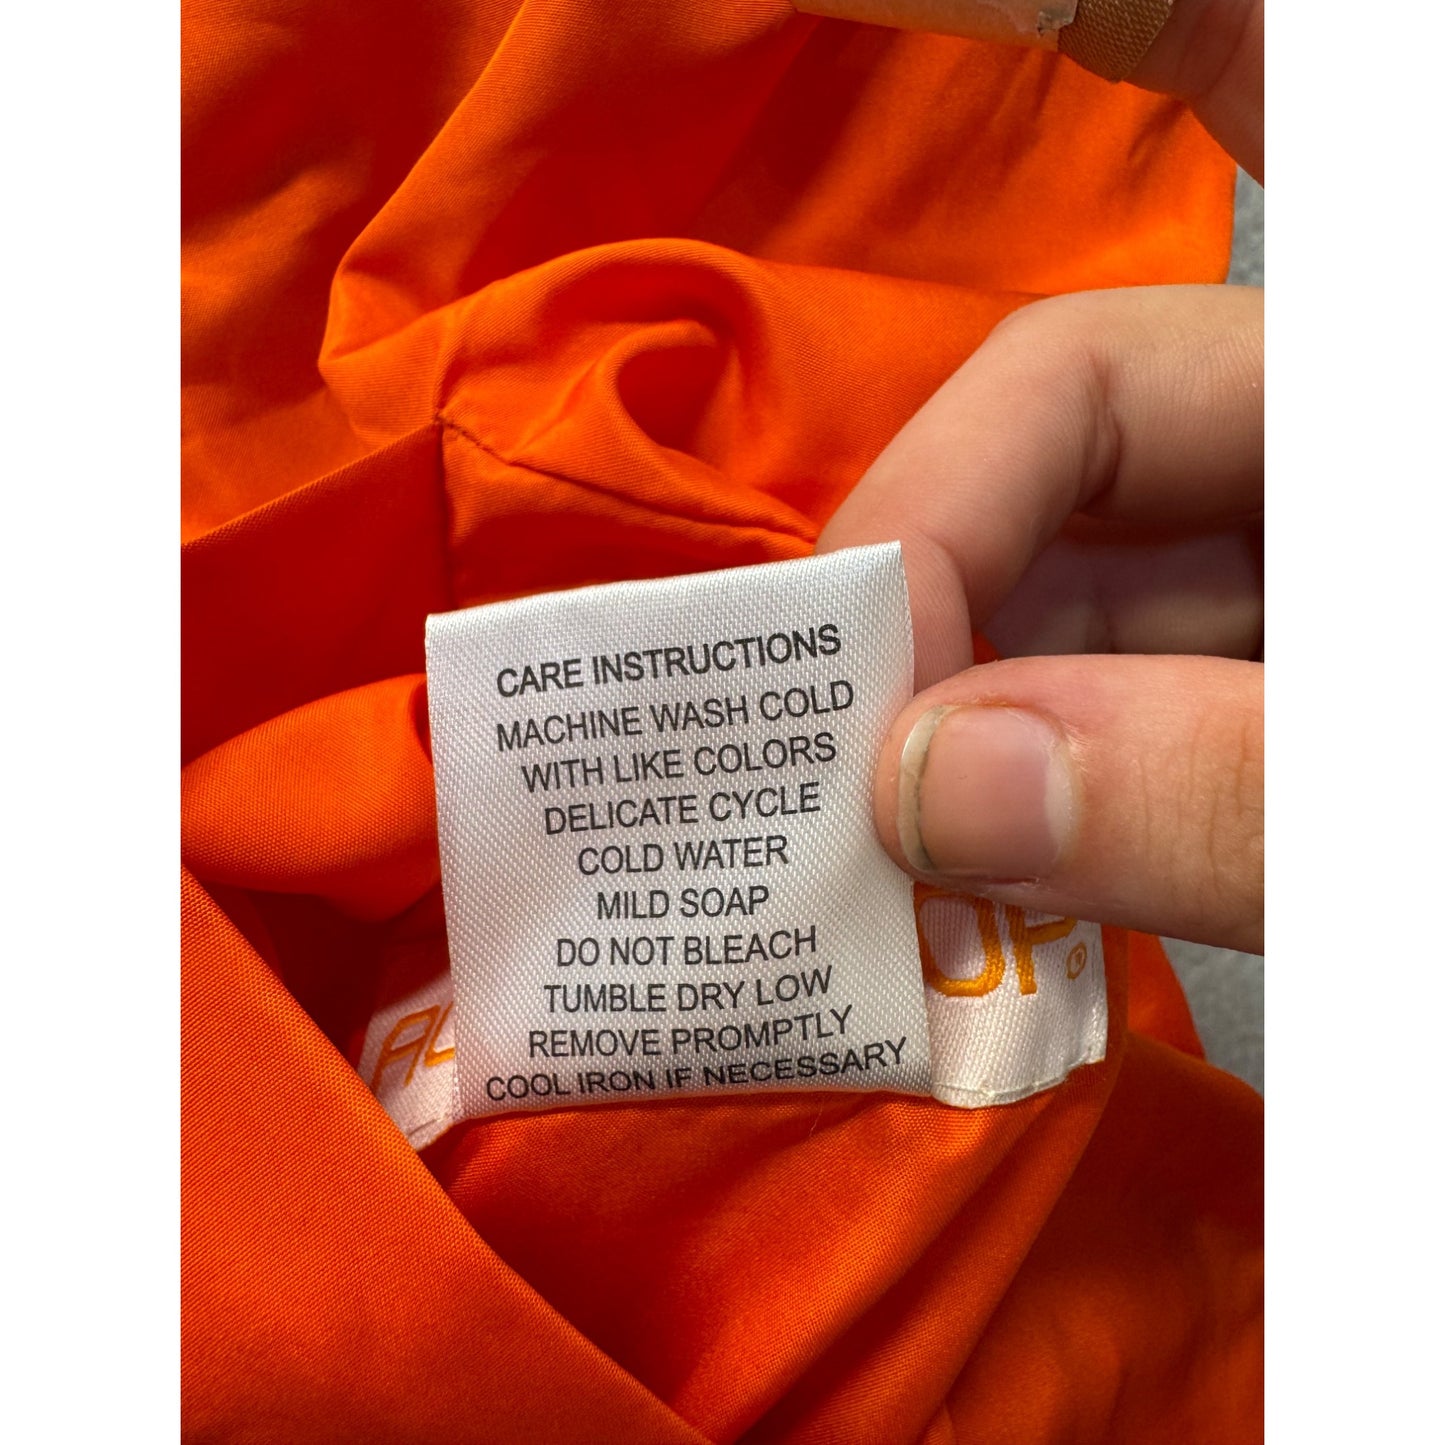 CARE INSTRUCTIONS
MACHINE WASH COLD
WITH LIKE COLORS
DELICATE CYCLE
COLD WATER
MILD SOAP
DO NOT BLEACH
TUMBLE DRY LOW
REMOVE PROMPTLY
COOL IRON IF NECESSARY